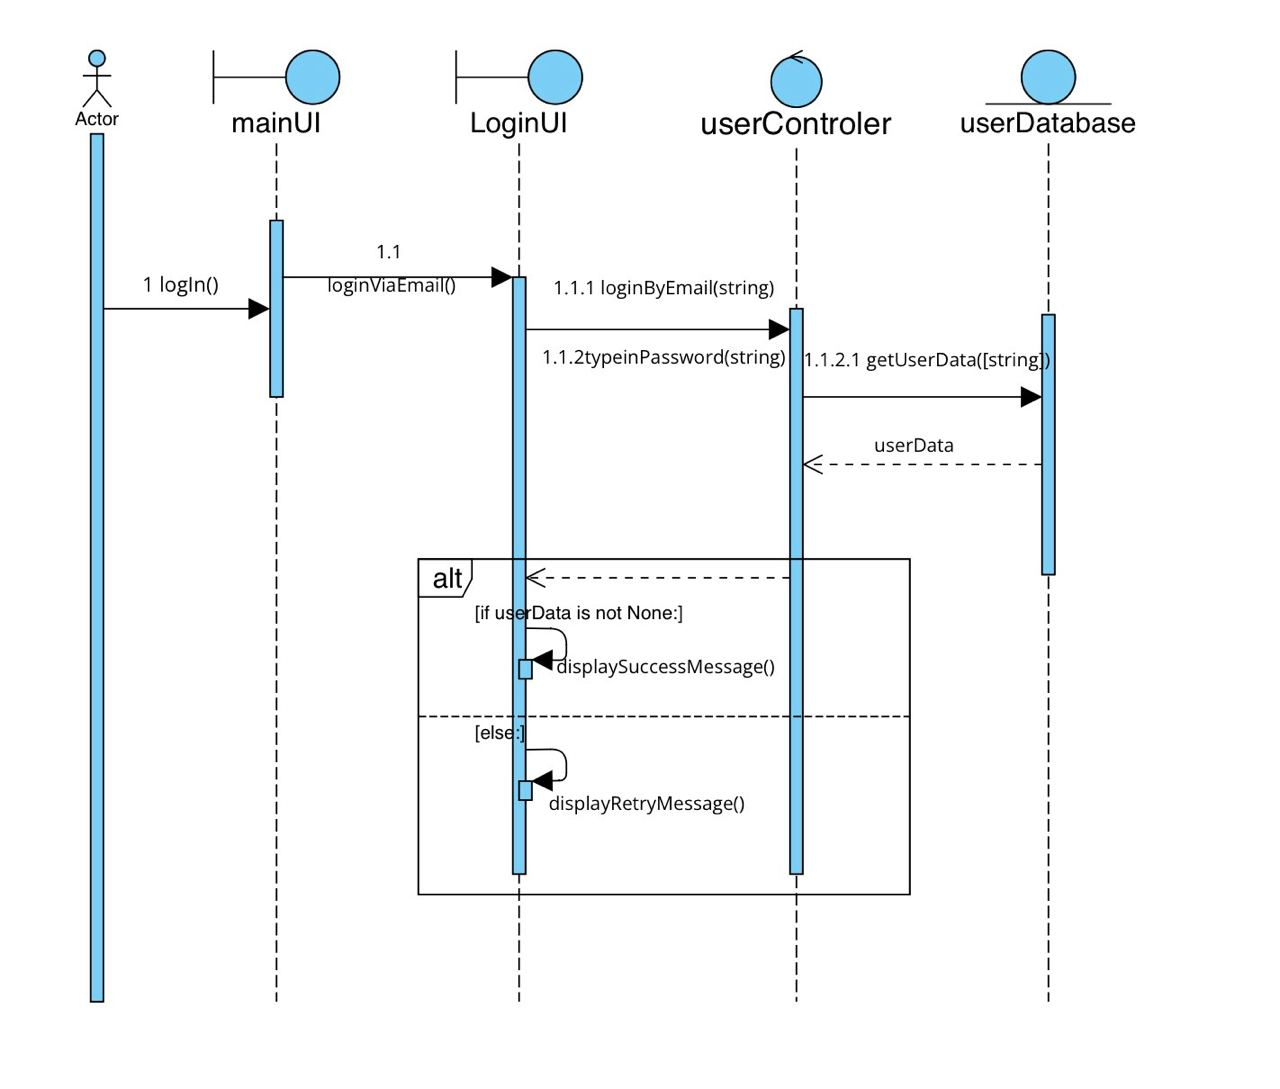 Actor
mainUI
LoginUI
userControler
userDatabase
1.1
loginViaEmail()
1 logIn()
1.1.1 loginByEmail(string)
1.1.2typeinPassword(string)
1.1.2.1 getUserData([string])
userData
alt
[if userData is not None:]
displaySuccessMessage()
[else:]
displayRetryMessage()